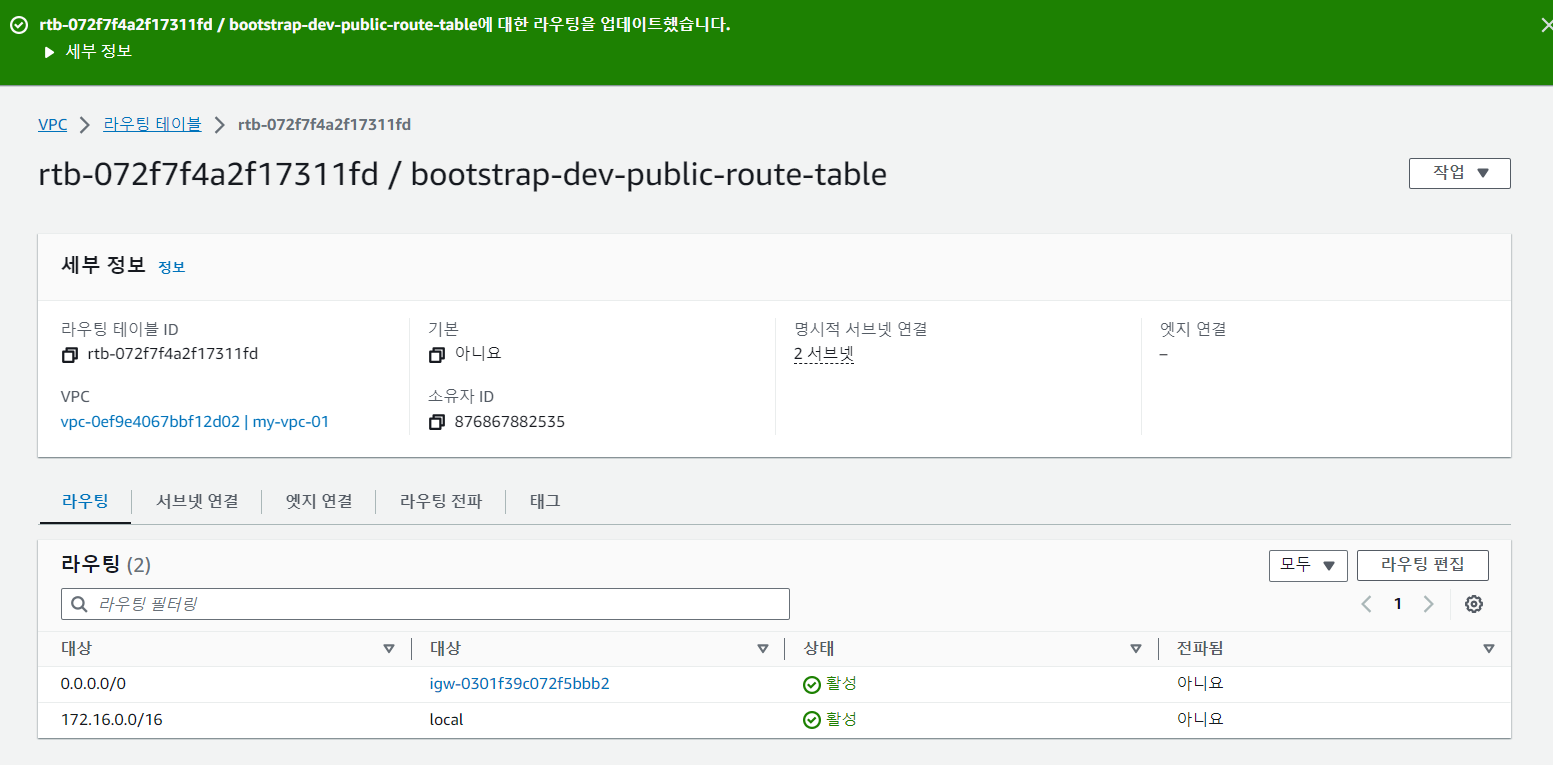 rtb-072f7f4a2f17311fd / bootstrap-dev-public-route-table에 대한 라우팅을 업데이트했습니다.
세부 정보
VPC 라우팅 테이블 rtb-072f7f4a2f17311fd
rtb-072f7f4a2f17311fd / bootstrap-dev-public-route-table
작업
세부 정보 정보
라우팅 테이블 ID 기본 명시적 서브넷 연결 엣지 연결
rtb-072f7f4a2f17311fd 아니요 2 서브넷 –
VPC 소유자 ID
vpc-0ef9e4067bbf12d02 | my-vpc-01 876867882535
라우팅 서브넷 연결 엣지 연결 라우팅 전파 태그
라우팅 (2) 모두 라우팅 편집
라우팅 필터링 1
대상 대상 상태 전파됨
0.0.0.0/0 igw-0301f39c072f5bbb2 활성 아니요
172.16.0.0/16 local 활성 아니요